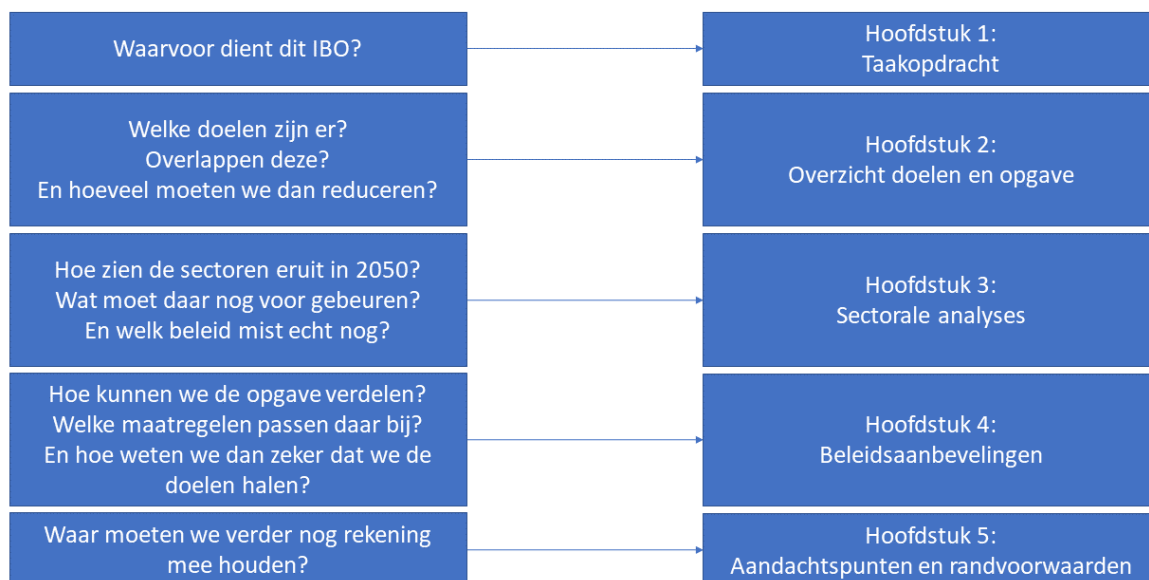 Waarvoor dient dit IBO?
Hoofdstuk 1:
Taakopdracht
Welke doelen zijn er?
Overlappen deze?
En hoeveel moeten we dan reduceren?
Hoofdstuk 2:
Overzicht doelen en opgave
Hoe zien de sectoren eruit in 2050?
Wat moet daar nog voor gebeuren?
En welk beleid mist echt nog?
Hoofdstuk 3:
Sectorale analyses
Hoe kunnen we de opgave verdelen?
Welke maatregelen passen daar bij?
En hoe weten we dan zeker dat we de
doelen halen?
Hoofdstuk 4:
Beleidsaanbevelingen
Waar moeten we verder nog rekening
mee houden?
Hoofdstuk 5:
Aandachtspunten en randvoorwaarden